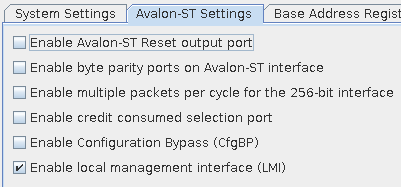 System Settings
Avalon-ST Settings
Base Address Regist
Enable Avalon-ST Reset output port
Enable byte parity ports on Avalon-ST interface
Enable multiple packets per cycle for the 256-bit interface
Enable credit consumed selection port
Enable Configuration Bypass (CfgBP)
Enable local management interface (LMI)